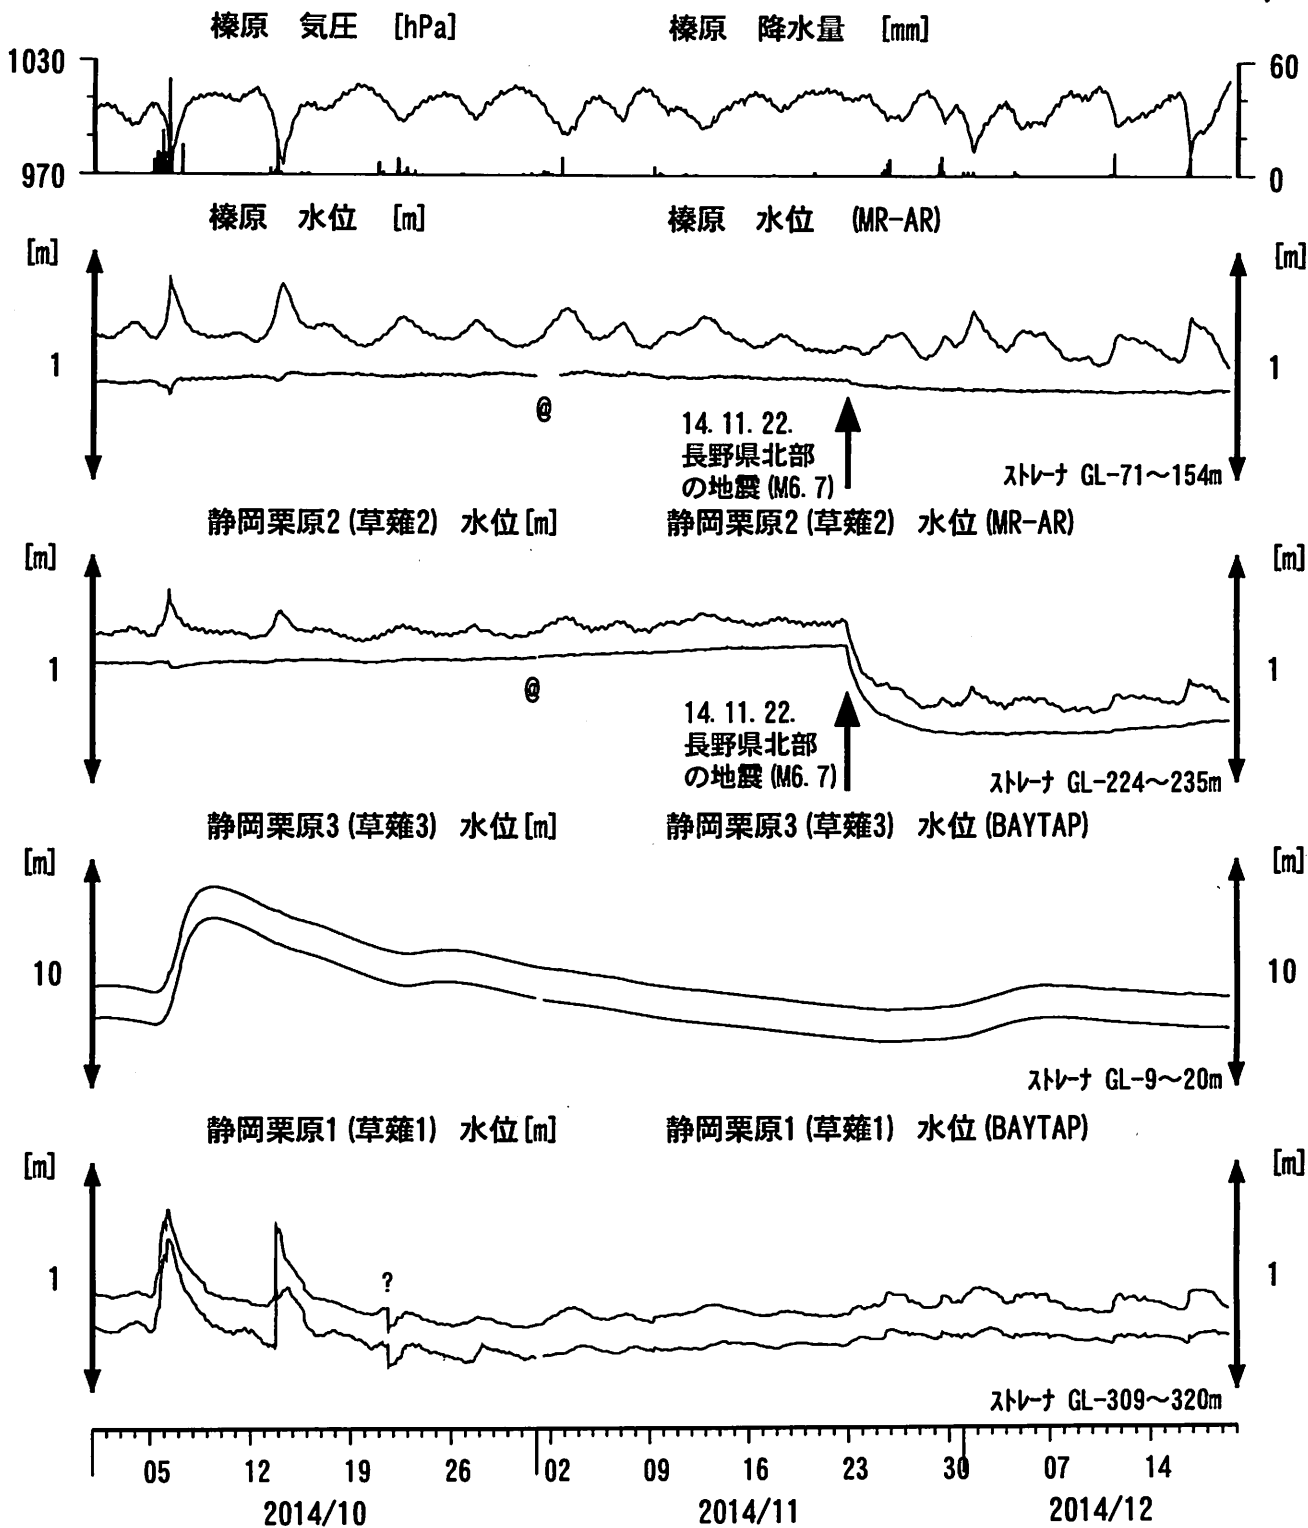 榛原 気圧 [hPa] 榛原 降水量 [mm]
1030 60
970 0
榛原 水位 [m] 榛原 水位 (MR-AR)
[m] [m]
1 1
@
14. 11. 22.
長野県北部
の地震 (M6. 7)
ストレーナ GL-71〜154m
静岡栗原2 (草薙2) 水位 [m] 静岡栗原2 (草薙2) 水位 (MR-AR)
[m] [m]
1 1
@
14. 11. 22.
長野県北部
の地震 (M6. 7)
ストレーナ GL-224〜235m
静岡栗原3 (草薙3) 水位 [m] 静岡栗原3 (草薙3) 水位 (BAYTAP)
[m] [m]
10 10
ストレーナ GL-9〜20m
静岡栗原1 (草薙1) 水位 [m] 静岡栗原1 (草薙1) 水位 (BAYTAP)
[m] [m]
1 1
?
ストレーナ GL-309〜320m
05 12 19 26 02 09 16 23 30 07 14
2014/10 2014/11 2014/12